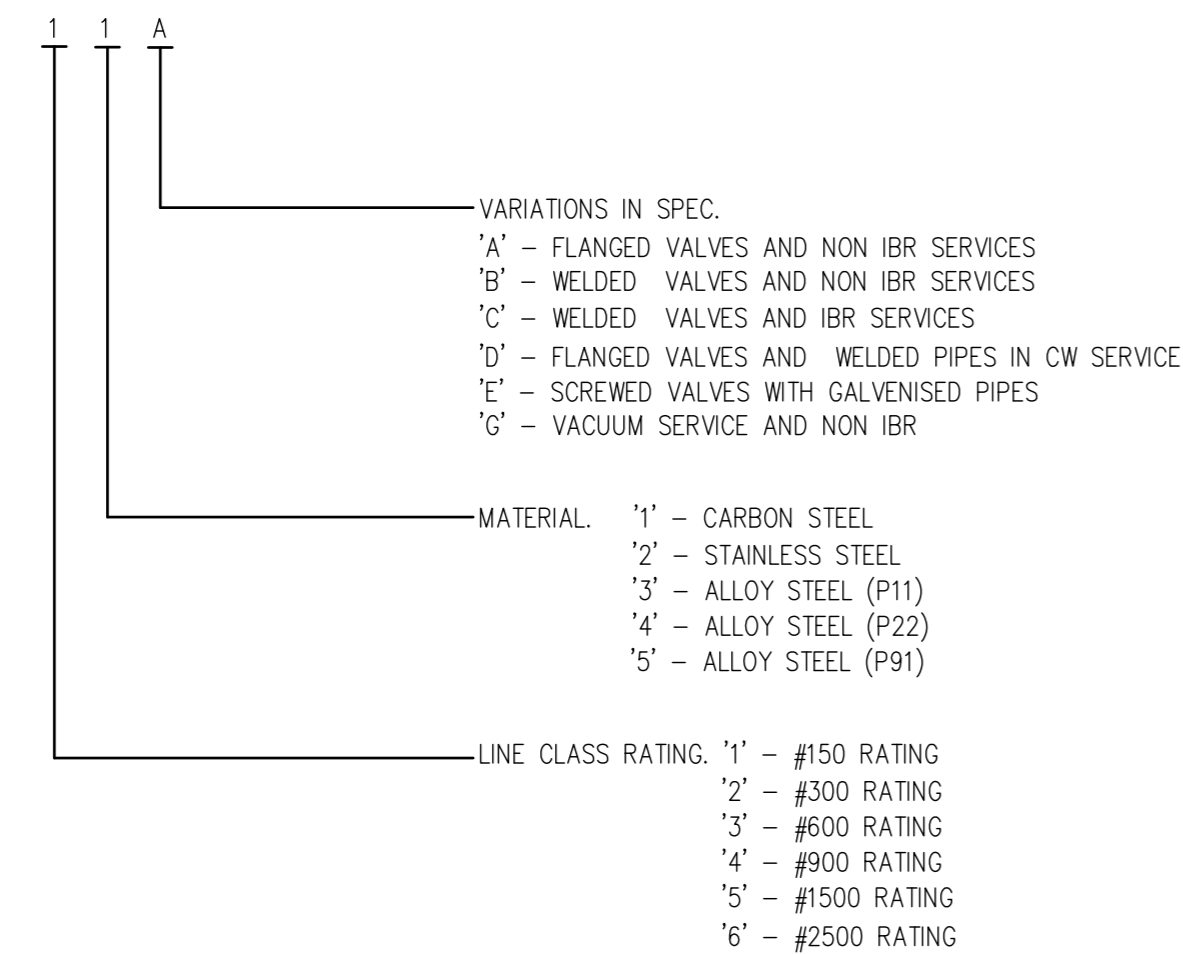 1 1 A
VARIATIONS IN SPEC.
'A' – FLANGED VALVES AND NON IBR SERVICES
'B' – WELDED VALVES AND NON IBR SERVICES
'C' – WELDED VALVES AND IBR SERVICES
'D' – FLANGED VALVES AND WELDED PIPES IN CW SERVICE
'E' – SCREWED VALVES WITH GALVENISED PIPES
'G' – VACUUM SERVICE AND NON IBR
MATERIAL. '1' – CARBON STEEL
'2' – STAINLESS STEEL
'3' – ALLOY STEEL (P11)
'4' – ALLOY STEEL (P22)
'5' – ALLOY STEEL (P91)
LINE CLASS RATING. '1' – #150 RATING
'2' – #300 RATING
'3' – #600 RATING
'4' – #900 RATING
'5' – #1500 RATING
'6' – #2500 RATING